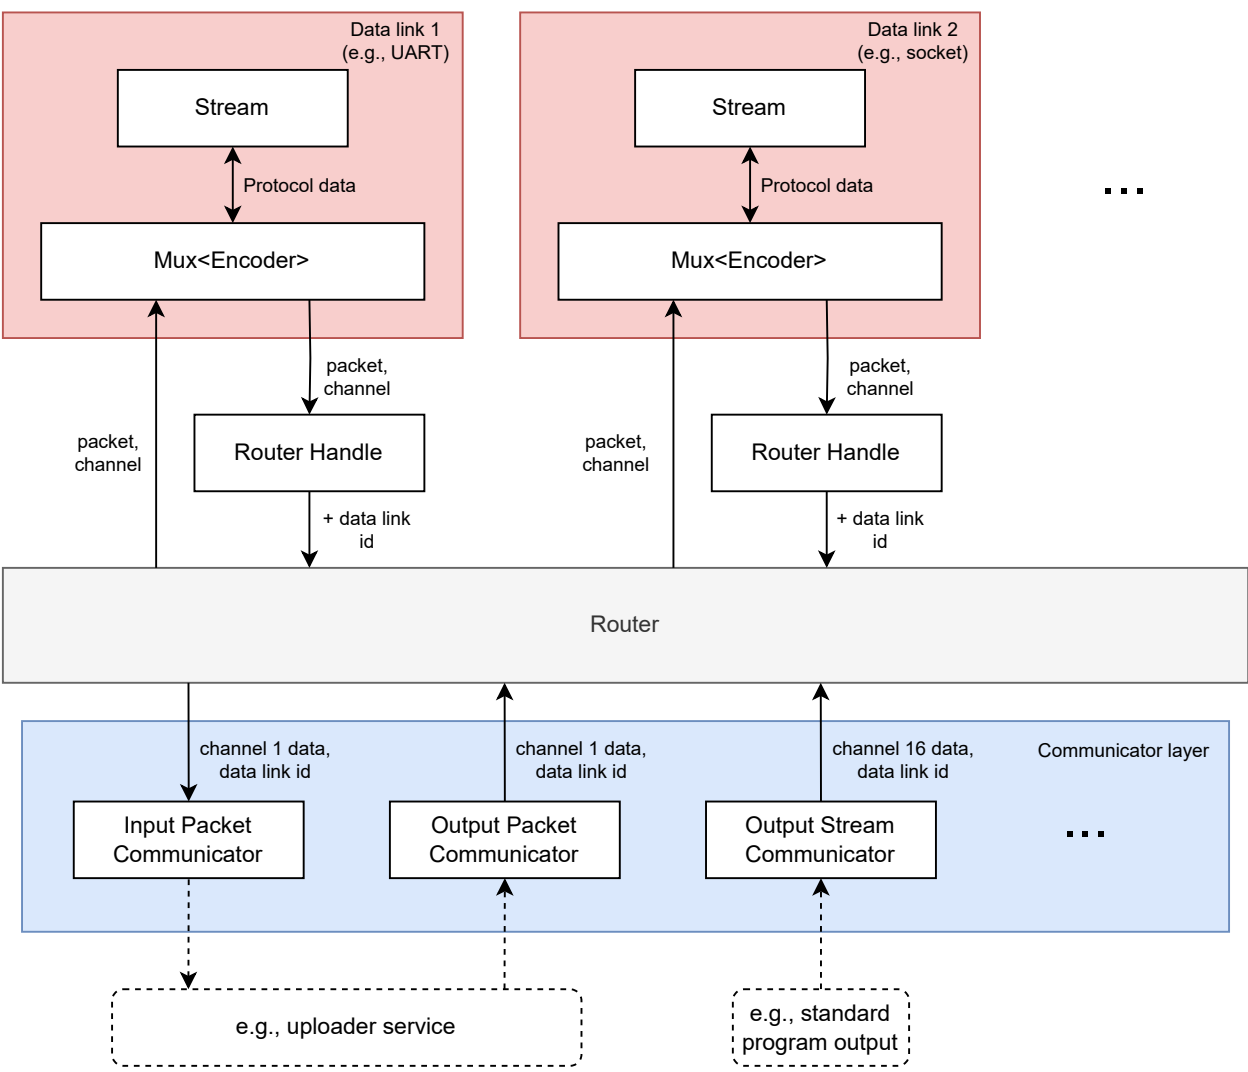 Data link 1
(e.g., UART)
Stream
Protocol data
Mux<Encoder>
packet,
channel
Router Handle
packet,
channel
+ data link
id
Data link 2
(e.g., socket)
Stream
Protocol data
Mux<Encoder>
packet,
channel
Router Handle
packet,
channel
+ data link
id
...
Router
channel 1 data,
data link id
channel 1 data,
data link id
channel 16 data,
data link id
Communicator layer
Input Packet
Communicator
Output Packet
Communicator
Output Stream
Communicator
...
e.g., uploader service
e.g., standard
program output